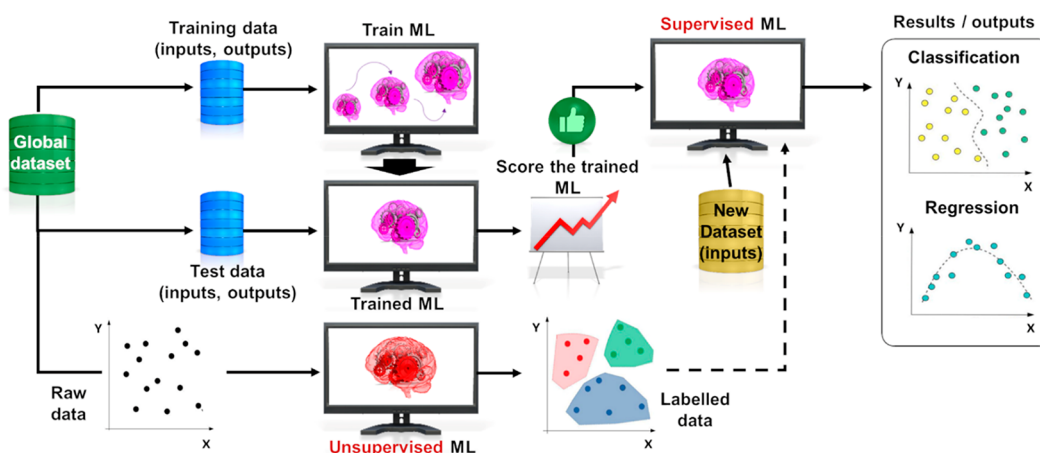 Training data
(inputs, outputs)
Train ML
Supervised ML
Results / outputs
Classification
Y
X
Global
dataset
Score the trained
ML
New
Dataset
(inputs)
Regression
Y
X
Test data
(inputs, outputs)
Trained ML
Y
X
Raw
data
Unsupervised ML
Y
X
Labelled
data